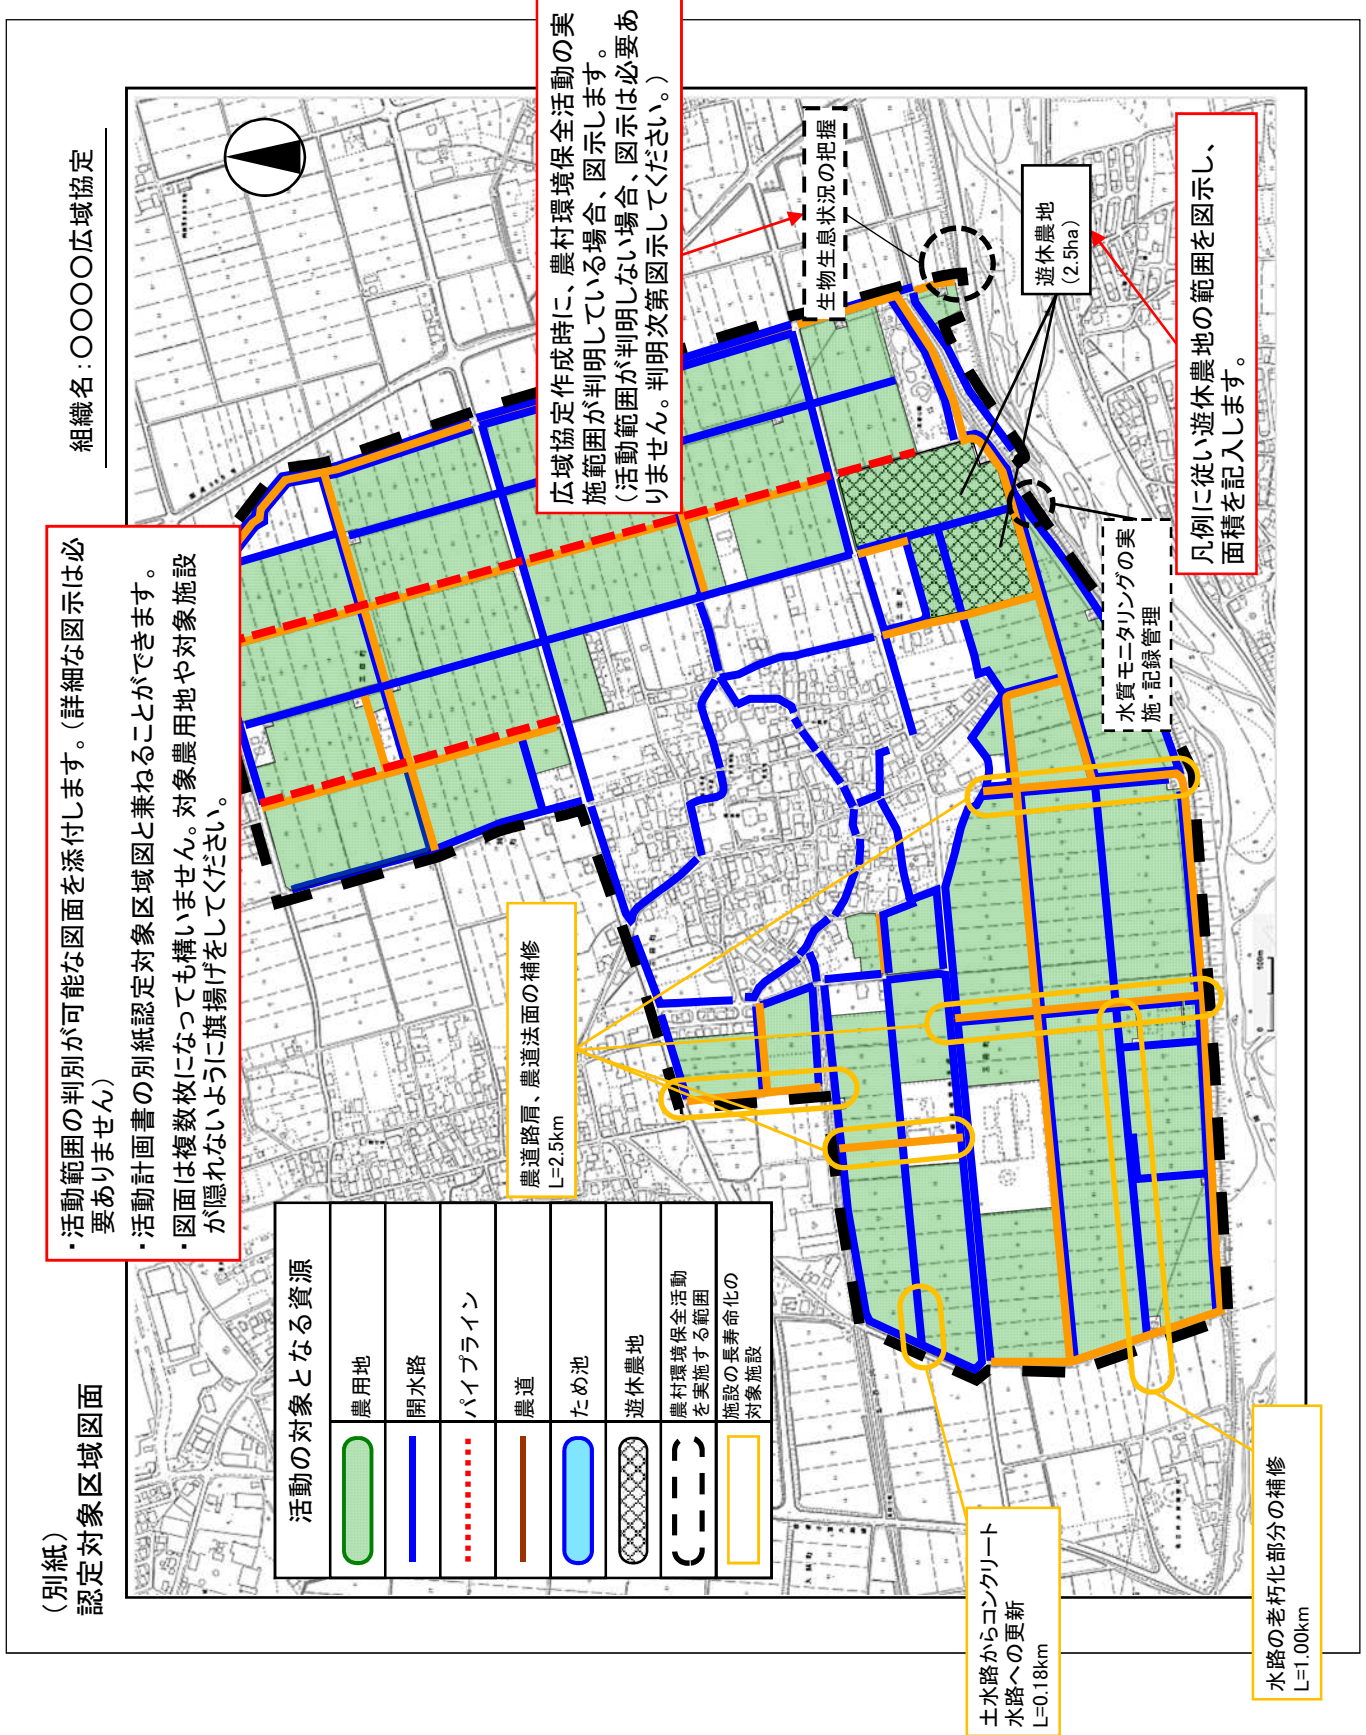 （別紙）
認定対象区域図面
組織名：〇〇〇〇広域協定
・活動範囲の判別が可能な図面を添付します。（詳細な図示は必
要ありません）
・活動計画書の別紙認定対象区域図と兼ねることができます。
・図面は複数枚になっても構いません。対象農用地や対象施設
が隠れないように旗揚げをしてください。
広域協定作成時に、農村環境保全活動の実
施範囲が判明している場合、図示します。
（活動範囲が判明しない場合、図示は必要あ
りません。判明次第図示してください。）
生物生息状況の把握
遊休農地
（2.5ha）
凡例に従い遊休農地の範囲を図示し、
面積を記入します。
水質モニタリングの実
施・記録管理
農道路肩、農道法面の補修
L=2.5km
活動の対象となる資源
農用地
開水路
パイプライン
農道
ため池
遊休農地
農村環境保全活動
を実施する範囲
施設の長寿命化の
対象施設
土水路からコンクリート
水路への更新
L=0.18km
水路の老朽化部分の補修
L=1.00km
0 100m